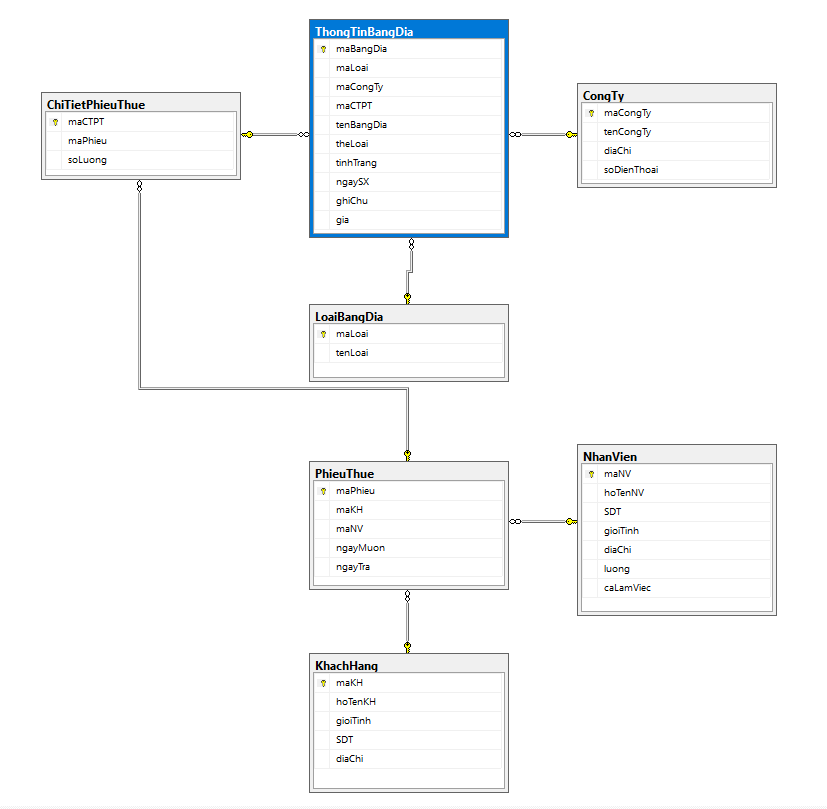 ThongTinBangDia
maBangDia
maLoai
maCongTy
maCTPT
tenBangDia
theLoai
tinhTrang
ngaySX
ghiChu
gia
ChiTietPhieuThue
maCTPT
maPhieu
soLuong
CongTy
maCongTy
tenCongTy
diaChi
soDienThoai
LoaiBangDia
maLoai
tenLoai
PhieuThue
maPhieu
maKH
maNV
ngayMuon
ngayTra
NhanVien
maNV
hoTenNV
SDT
gioiTinh
diaChi
luong
caLamViec
KhachHang
maKH
hoTenKH
gioiTinh
SDT
diaChi